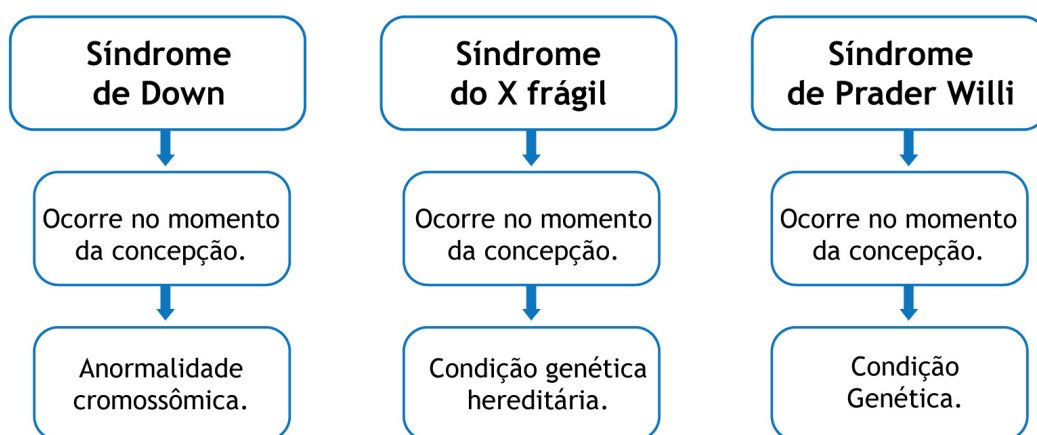 Síndrome
de Down
Ocorre no momento
da concepção.
Anormalidade
cromossômica.
Síndrome
do X frágil
Ocorre no momento
da concepção.
Condição genética
hereditária.
Síndrome
de Prader Willi
Ocorre no momento
da concepção.
Condição
Genética.